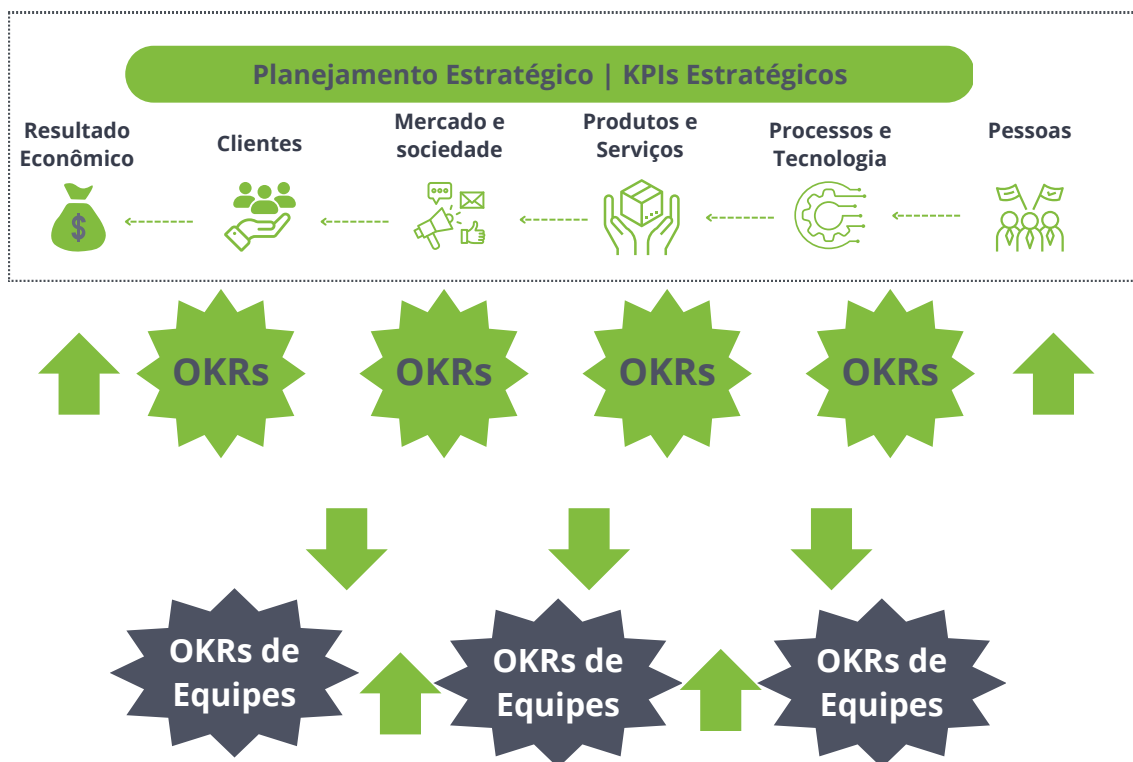 Planejamento Estratégico | KPIs Estratégicos
Resultado
Econômico
Clientes
Mercado e
sociedade
Produtos e
Serviços
Processos e
Tecnologia
Pessoas
$
OKRs
OKRs
OKRs
OKRs
OKRs de
Equipes
OKRs de
Equipes
OKRs de
Equipes